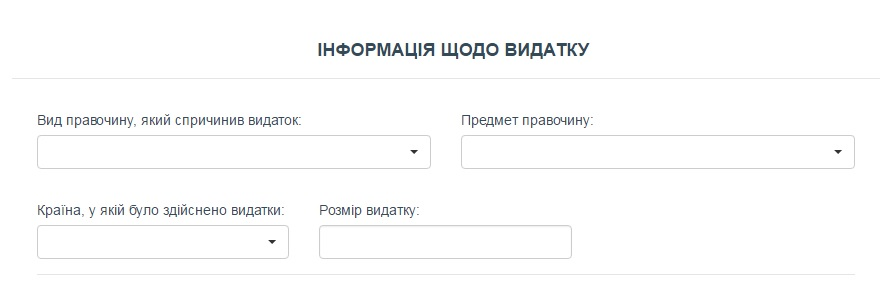 ІНФОРМАЦІЯ ЩОДО ВИДАТКУ
Вид правочину, який спричинив видаток:
Предмет правочину:
Країна, у якій було здійснено видатки:
Розмір видатку: